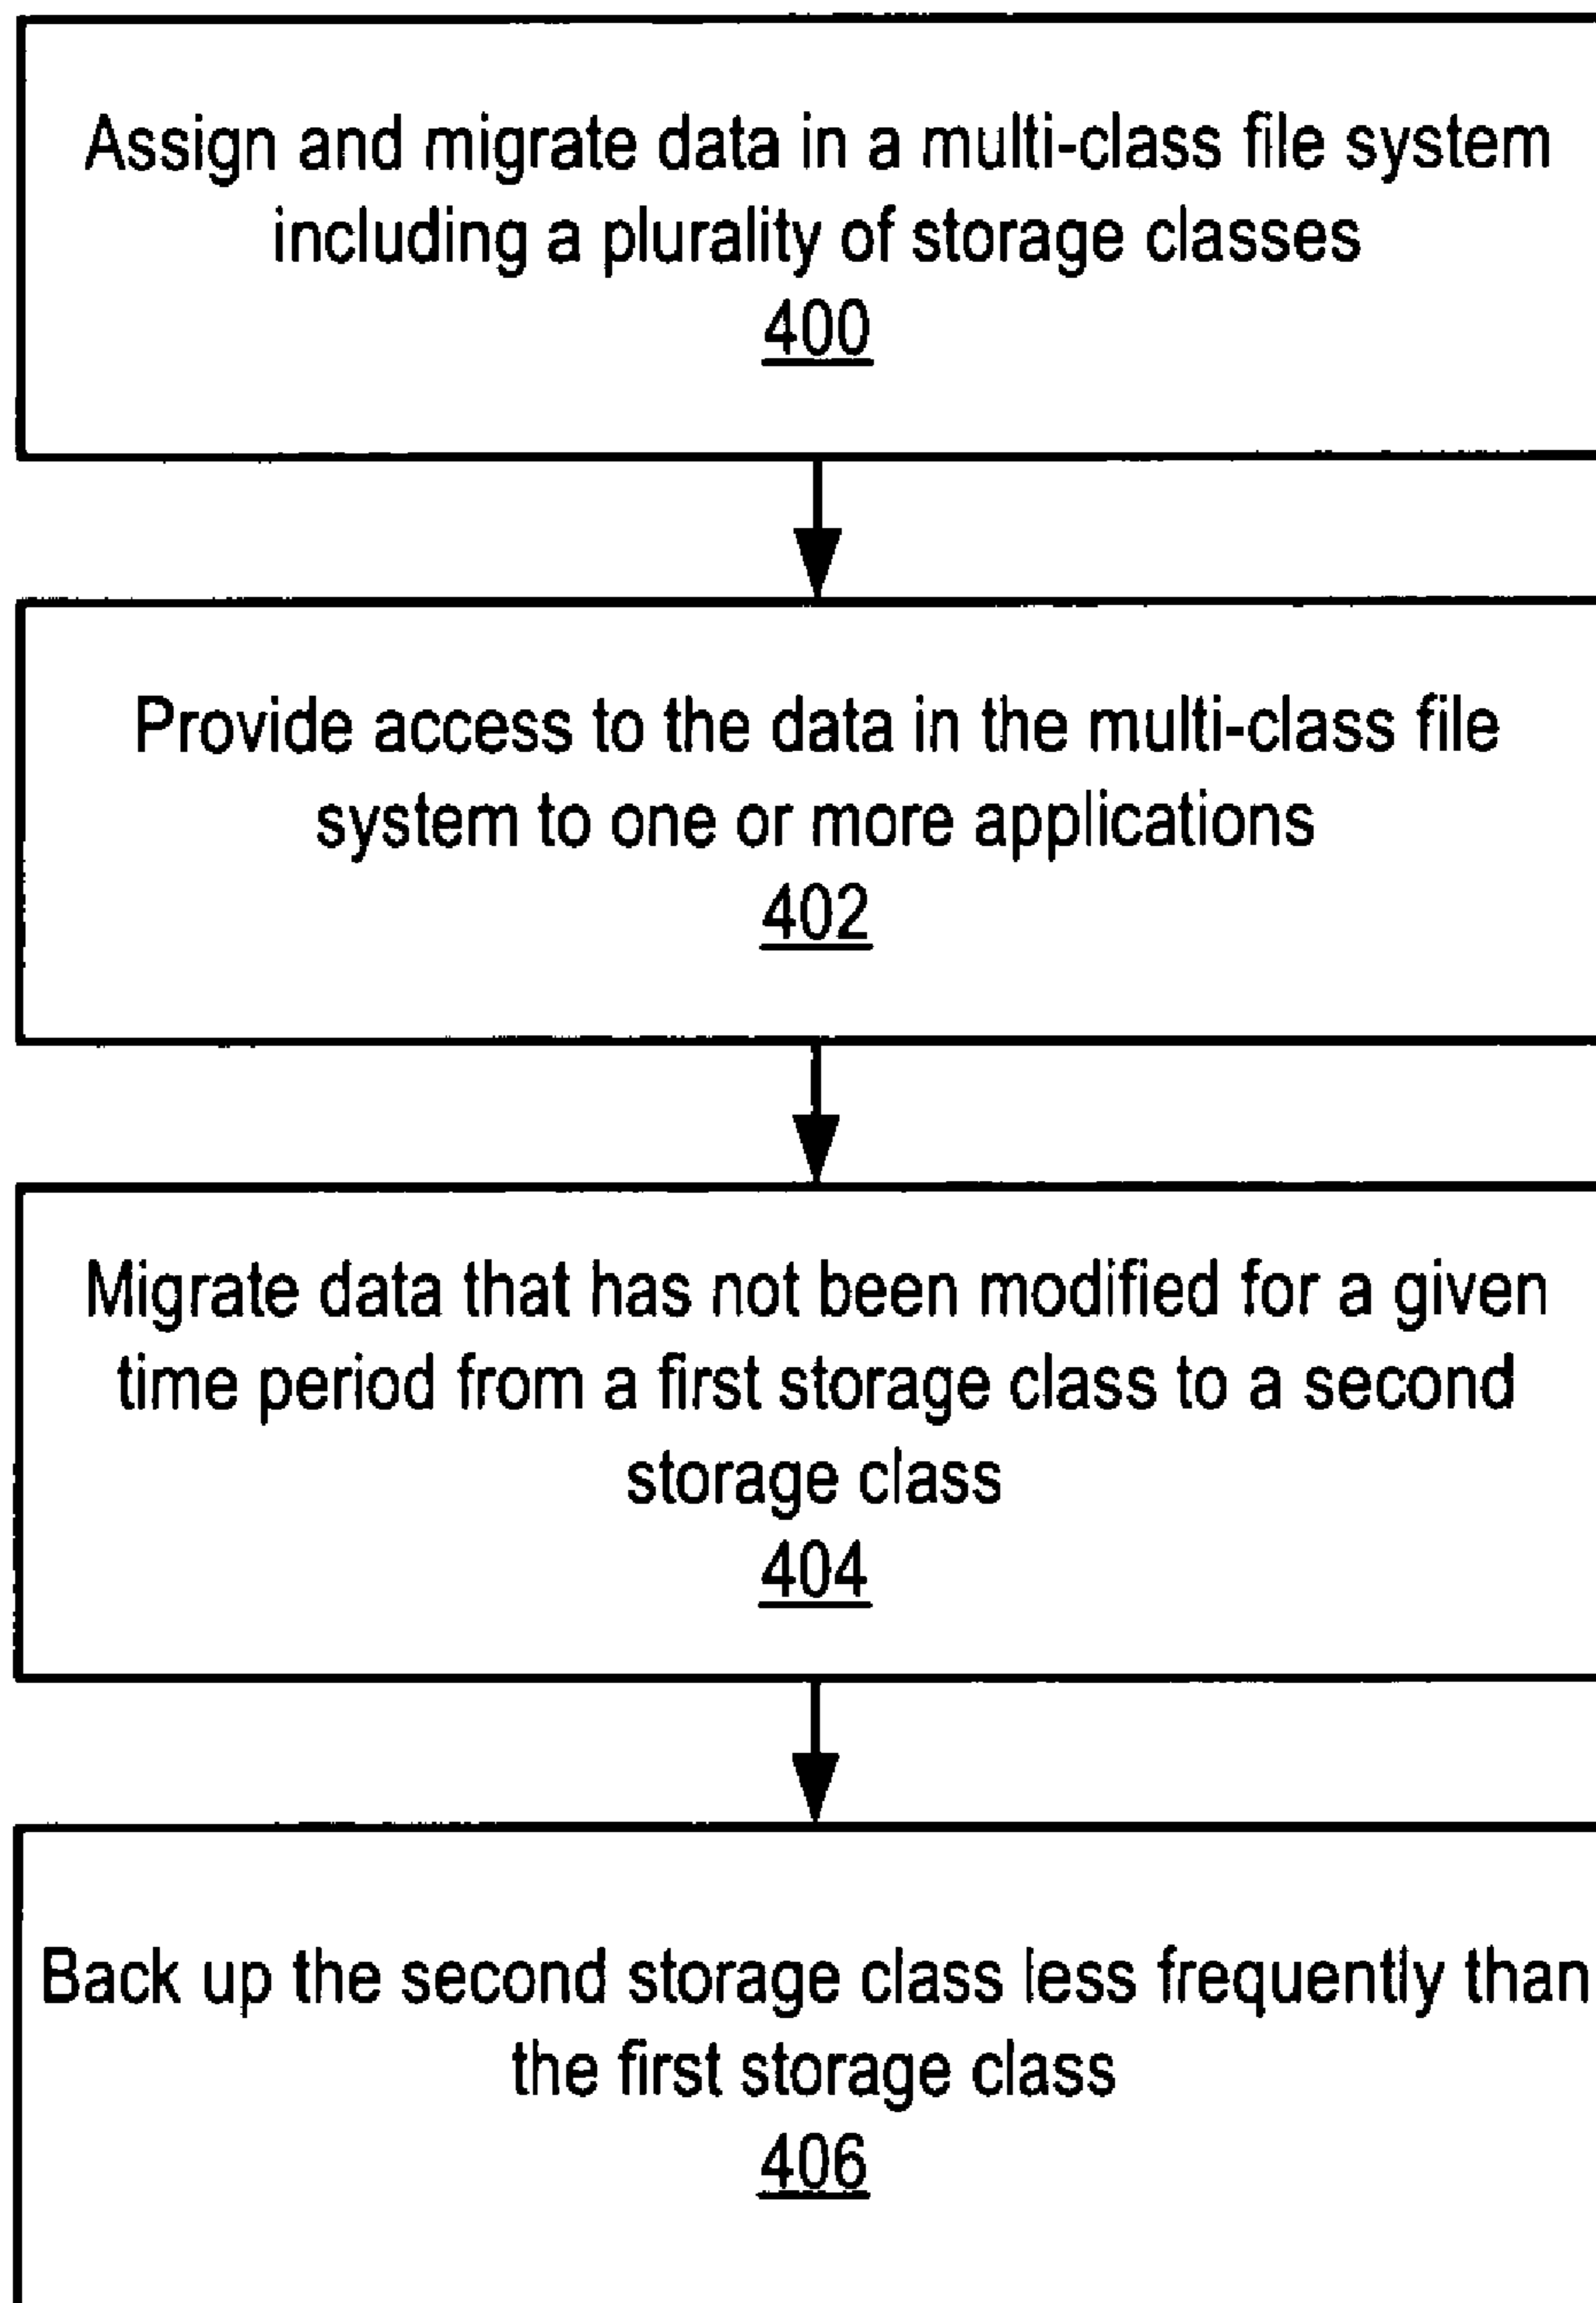 Assign and migrate data in a multi-class file system
including a plurality of storage classes
400
Provide access to the data in the multi-class file
system to one or more applications
402
Migrate data that has not been modified for a given
time period from a first storage class to a second
storage class
404
Back up the second storage class less frequently than
the first storage class
406